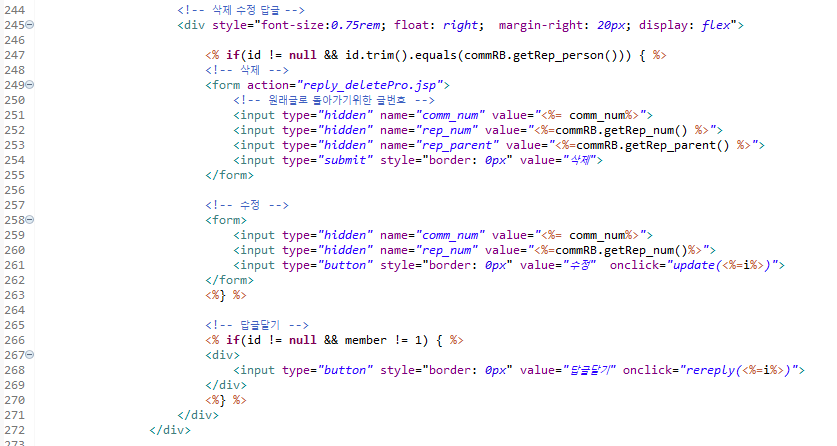 244 <!-- 삭제 수정 답글 -->
245 <div style="font-size:0.75rem; float: right;  margin-right: 20px; display: flex">
246
247 <% if(id != null && id.trim().equals(commRB.getRep_person())) { %>
248 <!-- 삭제 -->
249 <form action="reply_deletePro.jsp">
250 <!-- 원래글로 돌아가기위한 글번호 -->
251 <input type="hidden" name="comm_num" value="<%= comm_num%>">
252 <input type="hidden" name="rep_num" value="<%=commRB.getRep_num() %>">
253 <input type="hidden" name="rep_parent" value="<%=commRB.getRep_parent() %>">
254 <input type="submit" style="border: 0px" value="삭제">
255 </form>
256
257 <!-- 수정 -->
258 <form>
259 <input type="hidden" name="comm_num" value="<%= comm_num%>">
260 <input type="hidden" name="rep_num" value="<%=commRB.getRep_num()%>">
261 <input type="button" style="border: 0px" value="수정"  onclick="update(<%=i%>)">
262 </form>
263 <%} %>
264
265 <!-- 답글달기 -->
266 <% if(id != null && member != 1) { %>
267 <div>
268 <input type="button" style="border: 0px" value="답글달기" onclick="rereply(<%=i%>)">
269 </div>
270 <%} %>
271 </div>
272 </div>
273